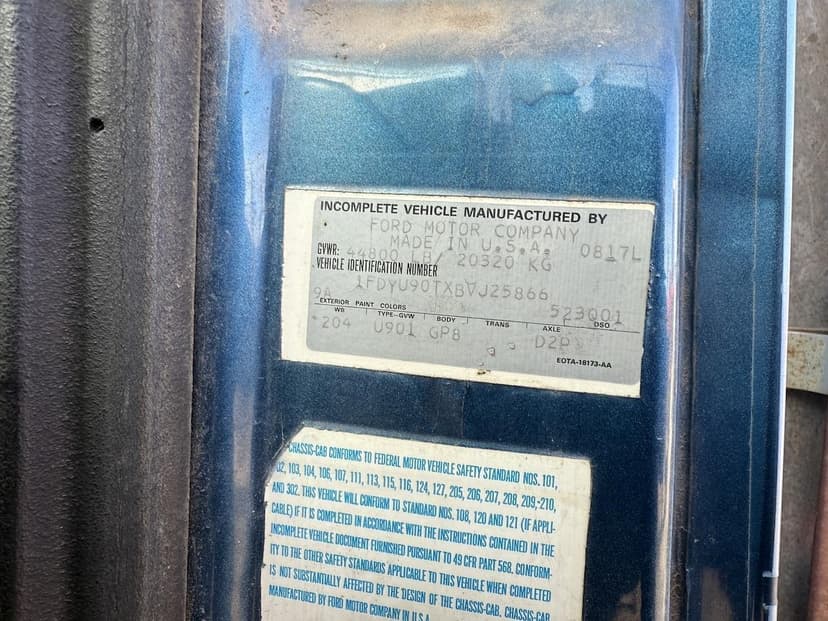 INCOMPLETE VEHICLE MANUFACTURED BY
FORD MOTOR COMPANY
MADE IN U.S.A. 0817L
GVWR: 44800 LB/ 20320 KG
VEHICLE IDENTIFICATION NUMBER
1FDYU90TXBVJ25866
9A 523001
EXTERIOR PAINT COLORS DSO
WB TYPE-GVW BODY TRANS AXLE
204 U901 GP8 D2P
EOTA-18173-AA
CHASSIS-CAB CONFORMS TO FEDERAL MOTOR VEHICLE SAFETY STANDARD NOS. 101,
102, 103, 104, 106, 107, 111, 113, 115, 116, 124, 127, 205, 206, 207, 208, 209, 210,
AND 302. THIS VEHICLE WILL CONFORM TO STANDARD NOS. 108, 120 AND 121 (IF APPLI-
CABLE) IF IT IS COMPLETED IN ACCORDANCE WITH THE INSTRUCTIONS CONTAINED IN THE
INCOMPLETE VEHICLE DOCUMENT FURNISHED PURSUANT TO 49 CFR PART 568. CONFORM-
ITY TO THE OTHER SAFETY STANDARDS APPLICABLE TO THIS VEHICLE WHEN COMPLETED
IS NOT SUBSTANTIALLY AFFECTED BY THE DESIGN OF THE CHASSIS-CAB. CHASSIS-CAB
MANUFACTURED BY FORD MOTOR COMPANY IN U.S.A.